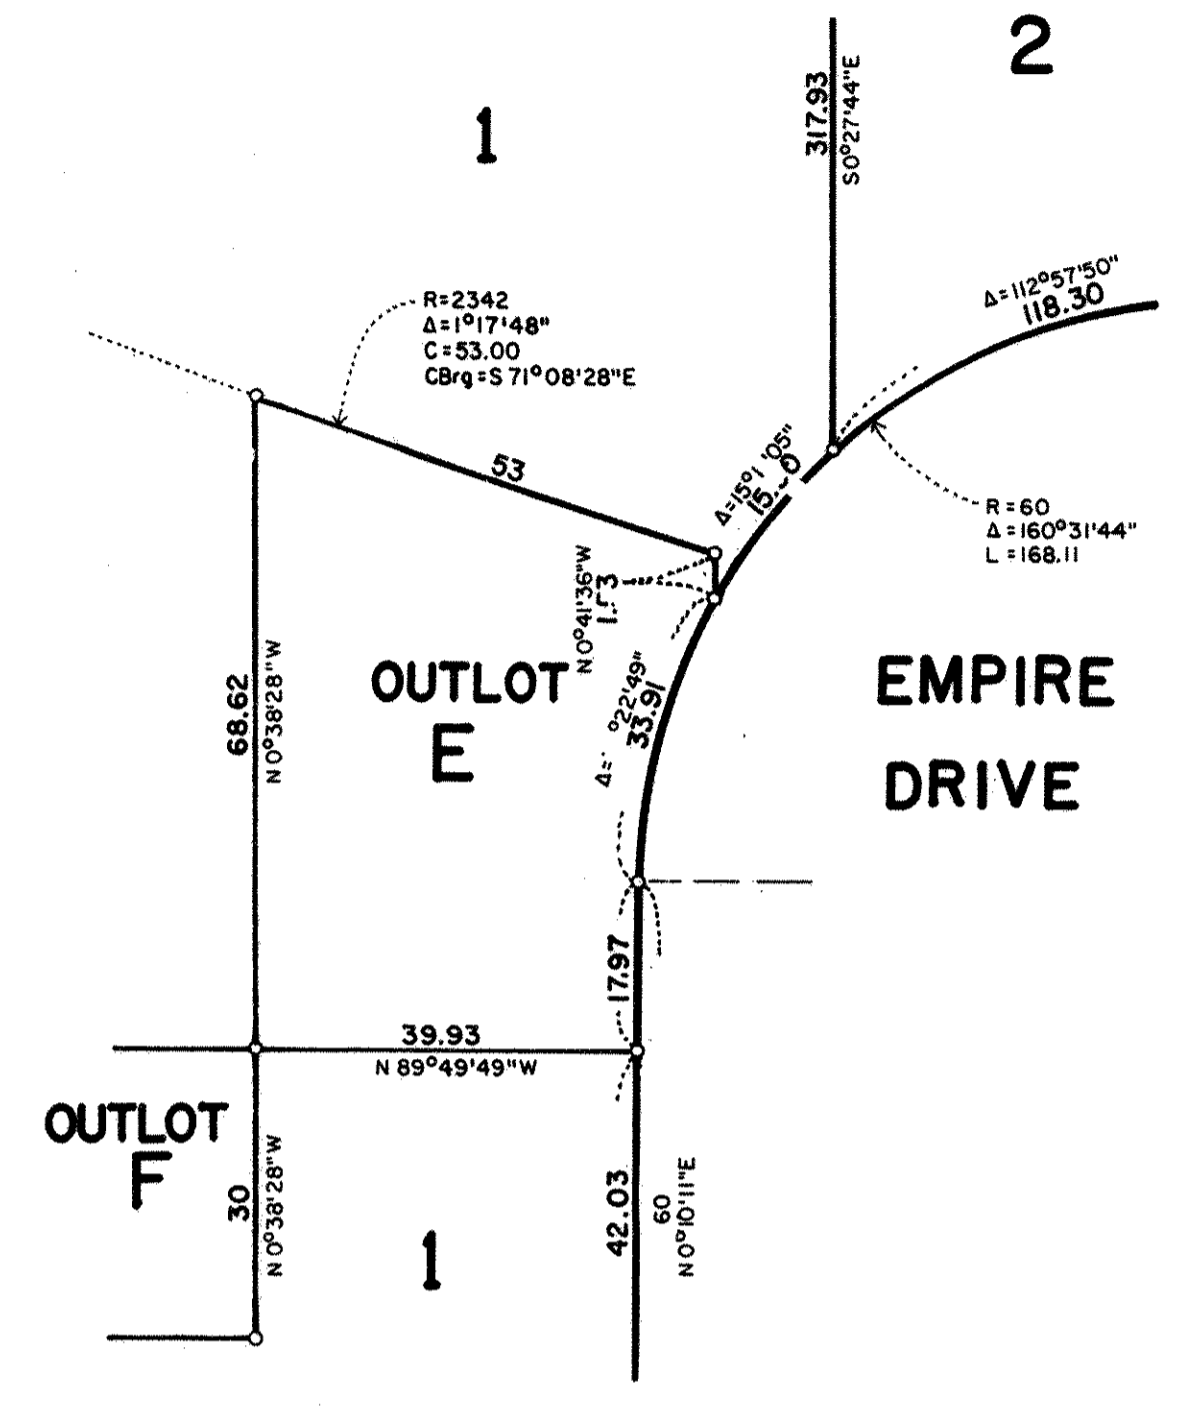 2
1
317.93
S0°27'44"E
Δ=112°57'50"
118.30
R=2342
Δ=1°17'48"
C=53.00
CBrg=S 71°08'28"E
53
R=60
Δ=160°31'44"
L=168.11
N0°41'36"W
OUTLOT
E
EMPIRE
DRIVE
33.91
68.62
N0°38'28"W
17.97
39.93
N 89°49'49"W
OUTLOT
F
30
N0°38'28"W
1
42.03
60
N0°10'11"E